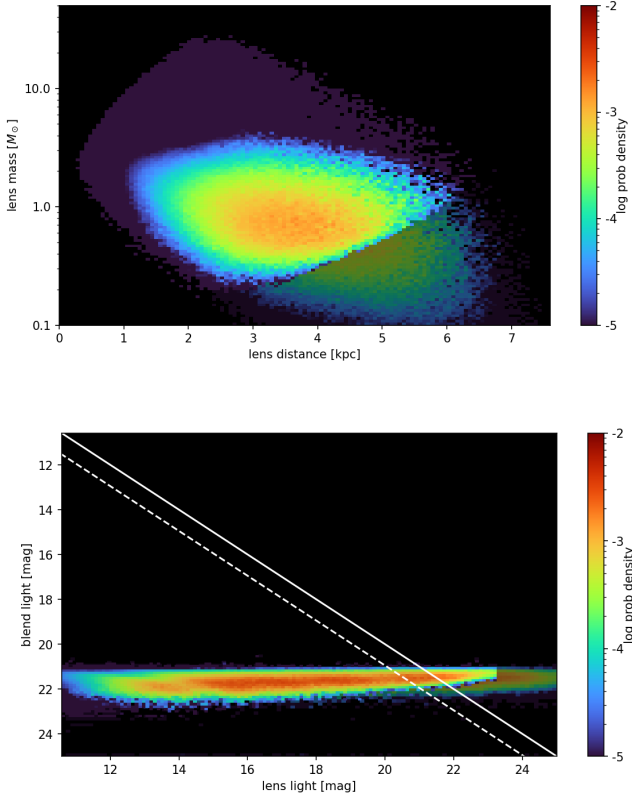 10.0
1.0
0.1
lens mass [M⊙]
0 1 2 3 4 5 6 7
lens distance [kpc]
-2
-3
-4
-5
log prob density
12
14
16
18
20
22
24
blend light [mag]
12 14 16 18 20 22 24
lens light [mag]
-2
-3
-4
-5
log prob density